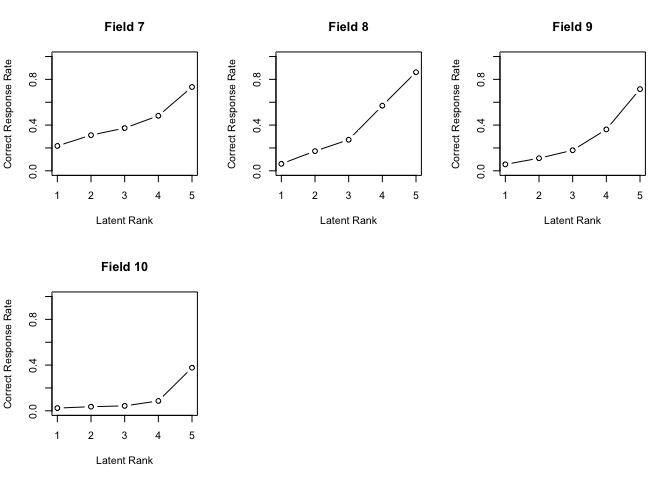 Field 7
Correct Response Rate
0.0 0.4 0.8
1 2 3 4 5
Latent Rank
Field 8
Correct Response Rate
0.0 0.4 0.8
1 2 3 4 5
Latent Rank
Field 9
Correct Response Rate
0.0 0.4 0.8
1 2 3 4 5
Latent Rank
Field 10
Correct Response Rate
0.0 0.4 0.8
1 2 3 4 5
Latent Rank